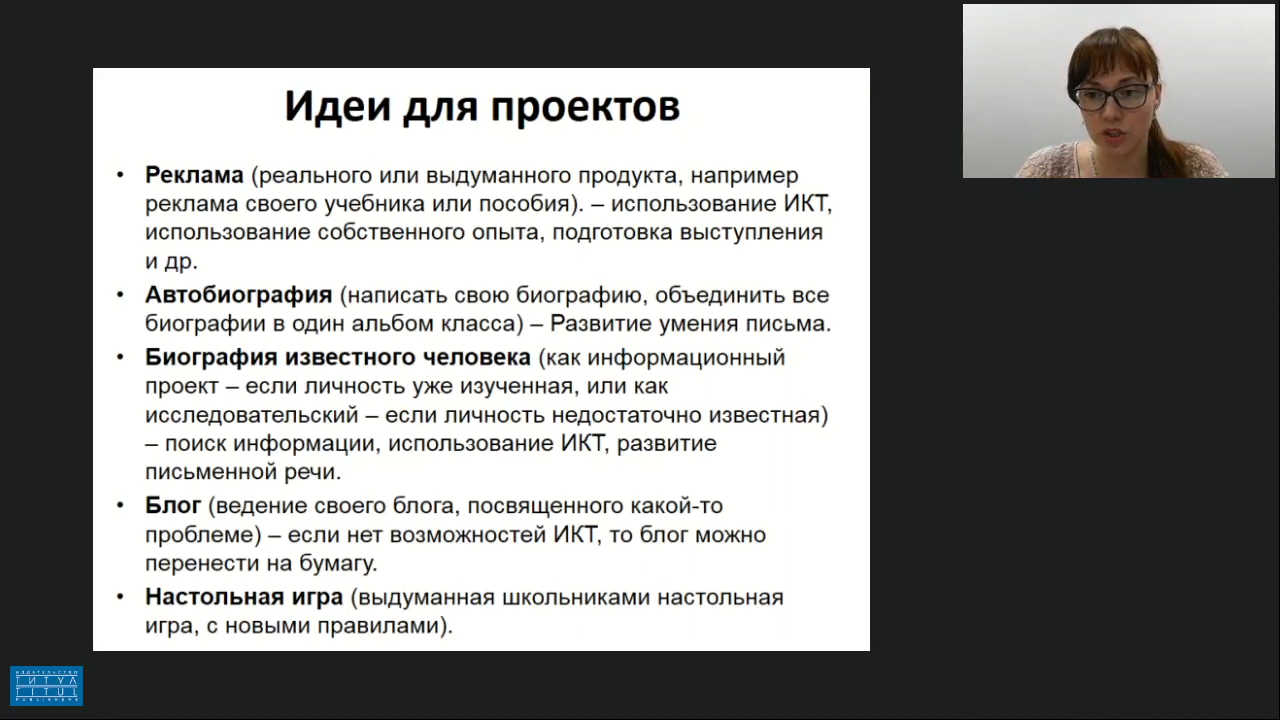 Идеи для проектов
• Реклама (реального или выдуманного продукта, например
реклама своего учебника или пособия). – использование ИКТ,
использование собственного опыта, подготовка выступления
и др.
• Автобиография (написать свою биографию, объединить все
биографии в один альбом класса) – Развитие умения письма.
• Биография известного человека (как информационный
проект – если личность уже изученная, или как
исследовательский – если личность недостаточно известная)
– поиск информации, использование ИКТ, развитие
письменной речи.
• Блог (ведение своего блога, посвященного какой-то
проблеме) – если нет возможностей ИКТ, то блог можно
перенести на бумагу.
• Настольная игра (выдуманная школьниками настольная
игра, с новыми правилами).
ИЗДАТЕЛЬСТВО
ТИТУЛ
TITUL
PUBLISHERS